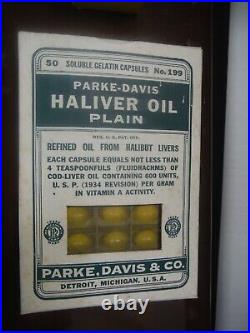 50 SOLUBLE GELATIN CAPSULES No. 199
PARKE-DAVIS
HALIVER OIL
PLAIN
REG. U. S. PAT. OFF.
REFINED OIL FROM HALIBUT LIVERS
EACH CAPSULE EQUALS NOT LESS THAN
4 TEASPOONFULS (FLUIDRACHMS) OF
COD-LIVER OIL CONTAINING 600 UNITS,
U. S. P. (1934 REVISION) PER GRAM
IN VITAMIN A ACTIVITY.
PARKE, DAVIS & CO.
DETROIT, MICHIGAN, U.S.A.